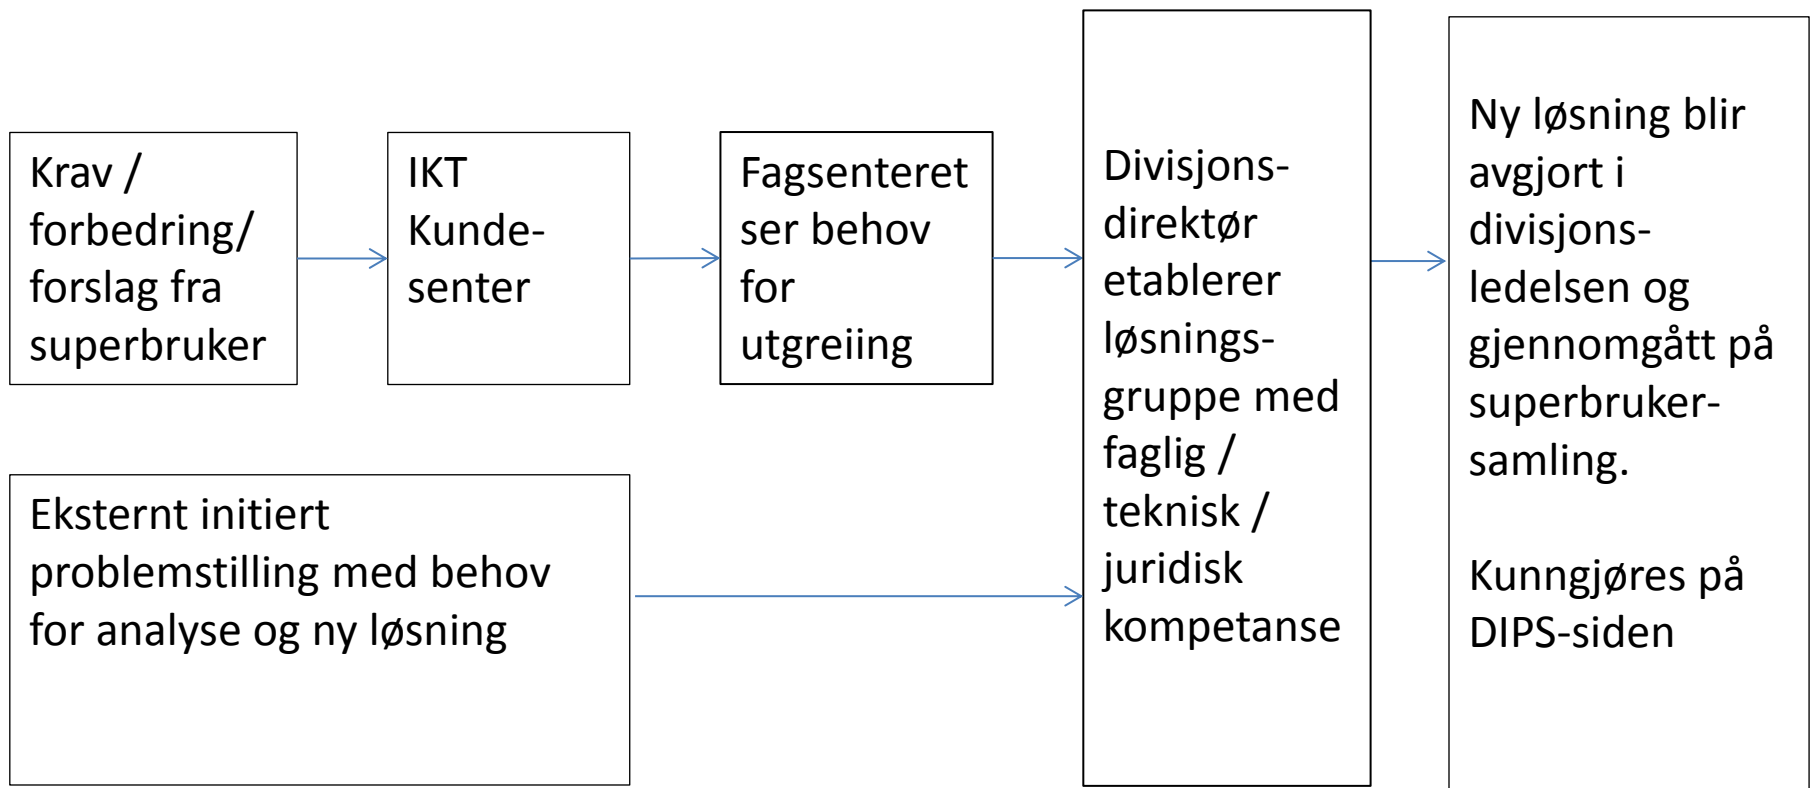 Krav /
forbedring/
forslag fra
superbruker
IKT
Kunde-
senter
Fagsenteret
ser behov
for
utgreiing
Eksternt initiert
problemstilling med behov
for analyse og ny løsning
Divisjons-
direktør
etablerer
løsnings-
gruppe med
faglig /
teknisk /
juridisk
kompetanse
Ny løsning blir
avgjort i
divisjons-
ledelsen og
gjennomgått på
superbruker-
samling.
Kunngjøres på
DIPS-siden